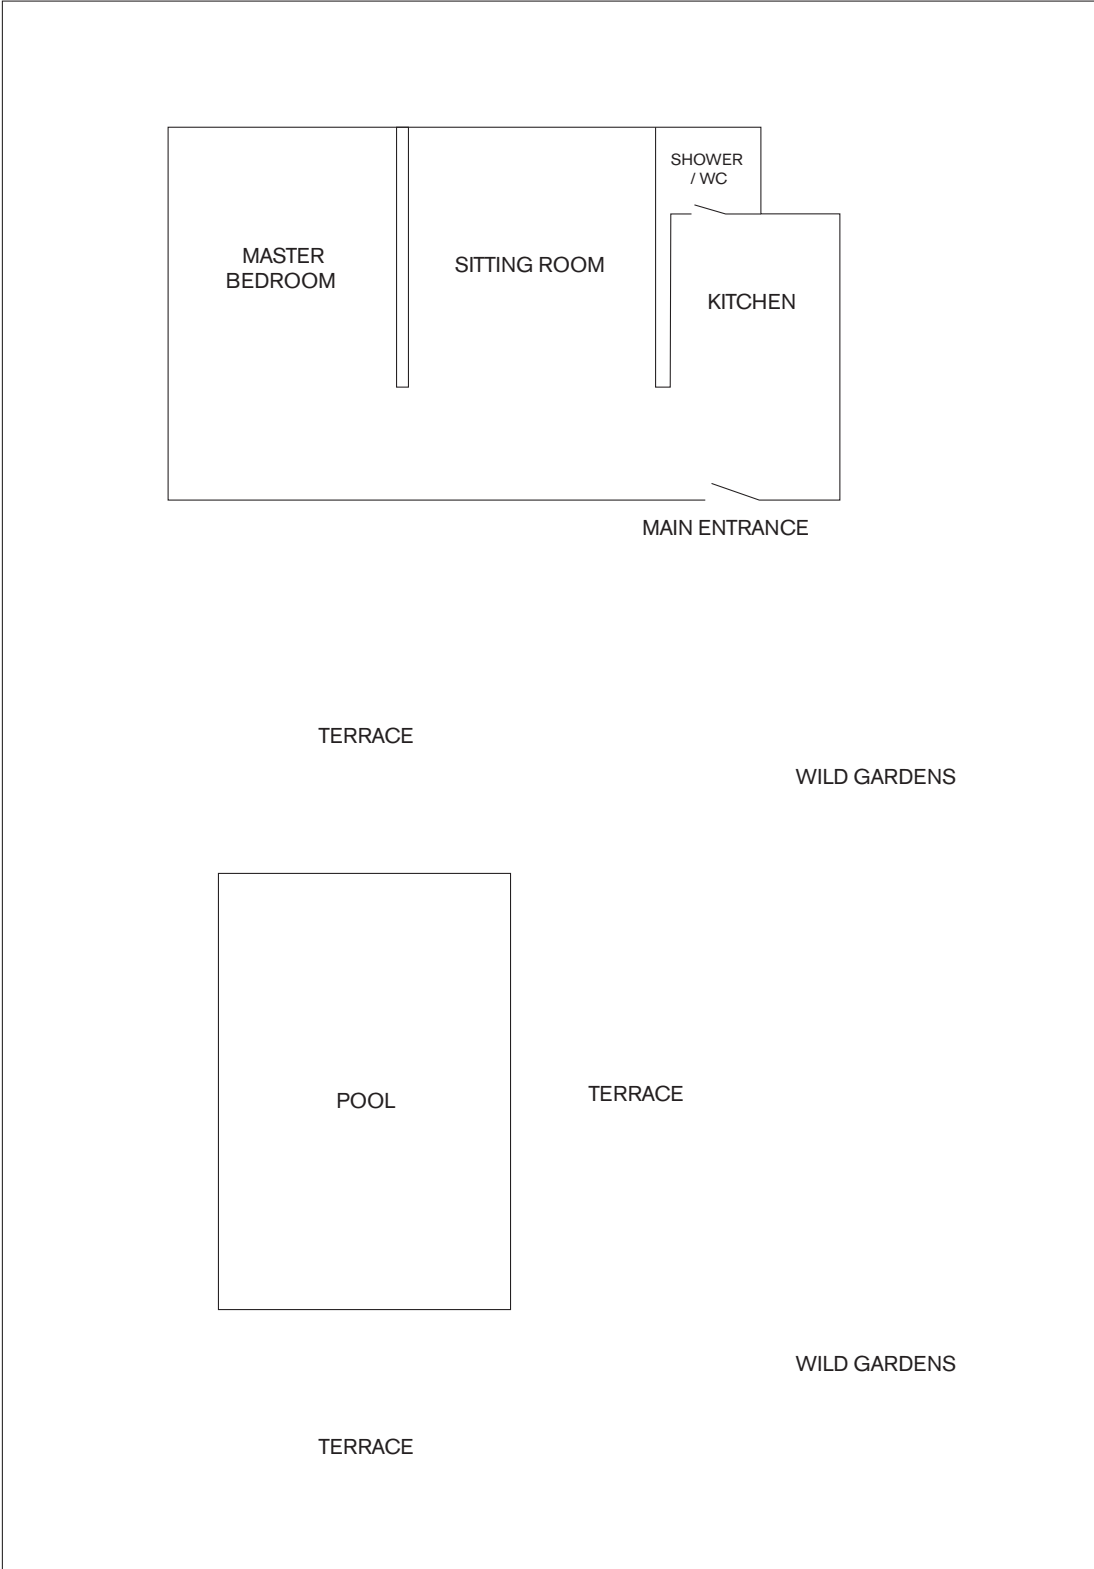 SHOWER
/ WC
MASTER
BEDROOM
SITTING ROOM
KITCHEN
MAIN ENTRANCE
TERRACE
WILD GARDENS
POOL
TERRACE
WILD GARDENS
TERRACE